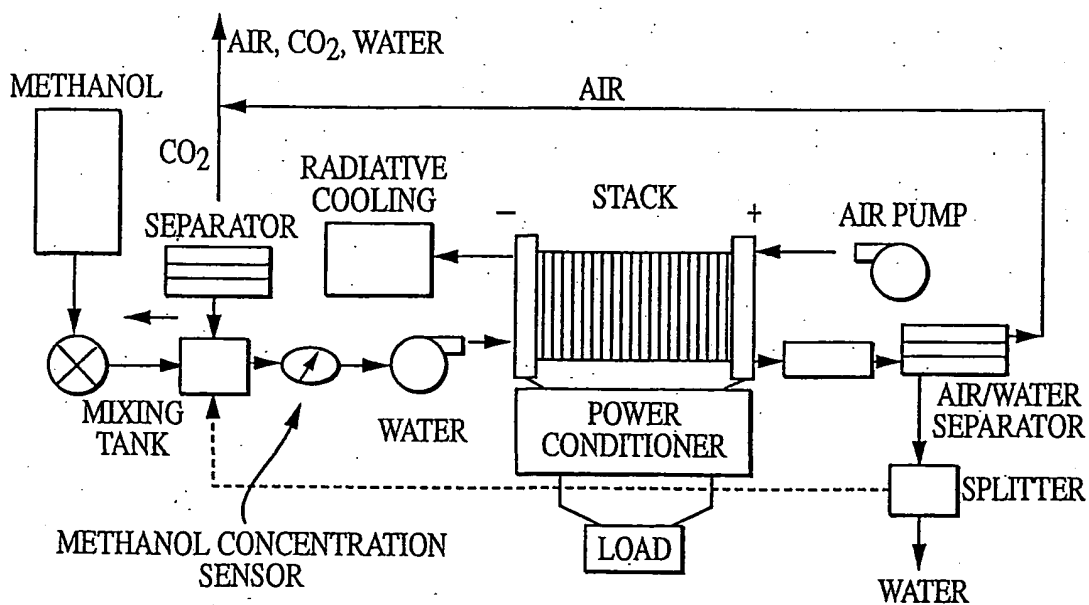 AIR, CO2, WATER
METHANOL
AIR
CO2
RADIATIVE
COOLING
STACK
SEPARATOR
−
+
AIR PUMP
MIXING
TANK
WATER
POWER
CONDITIONER
AIR/WATER
SEPARATOR
SPLITTER
METHANOL CONCENTRATION
SENSOR
LOAD
WATER